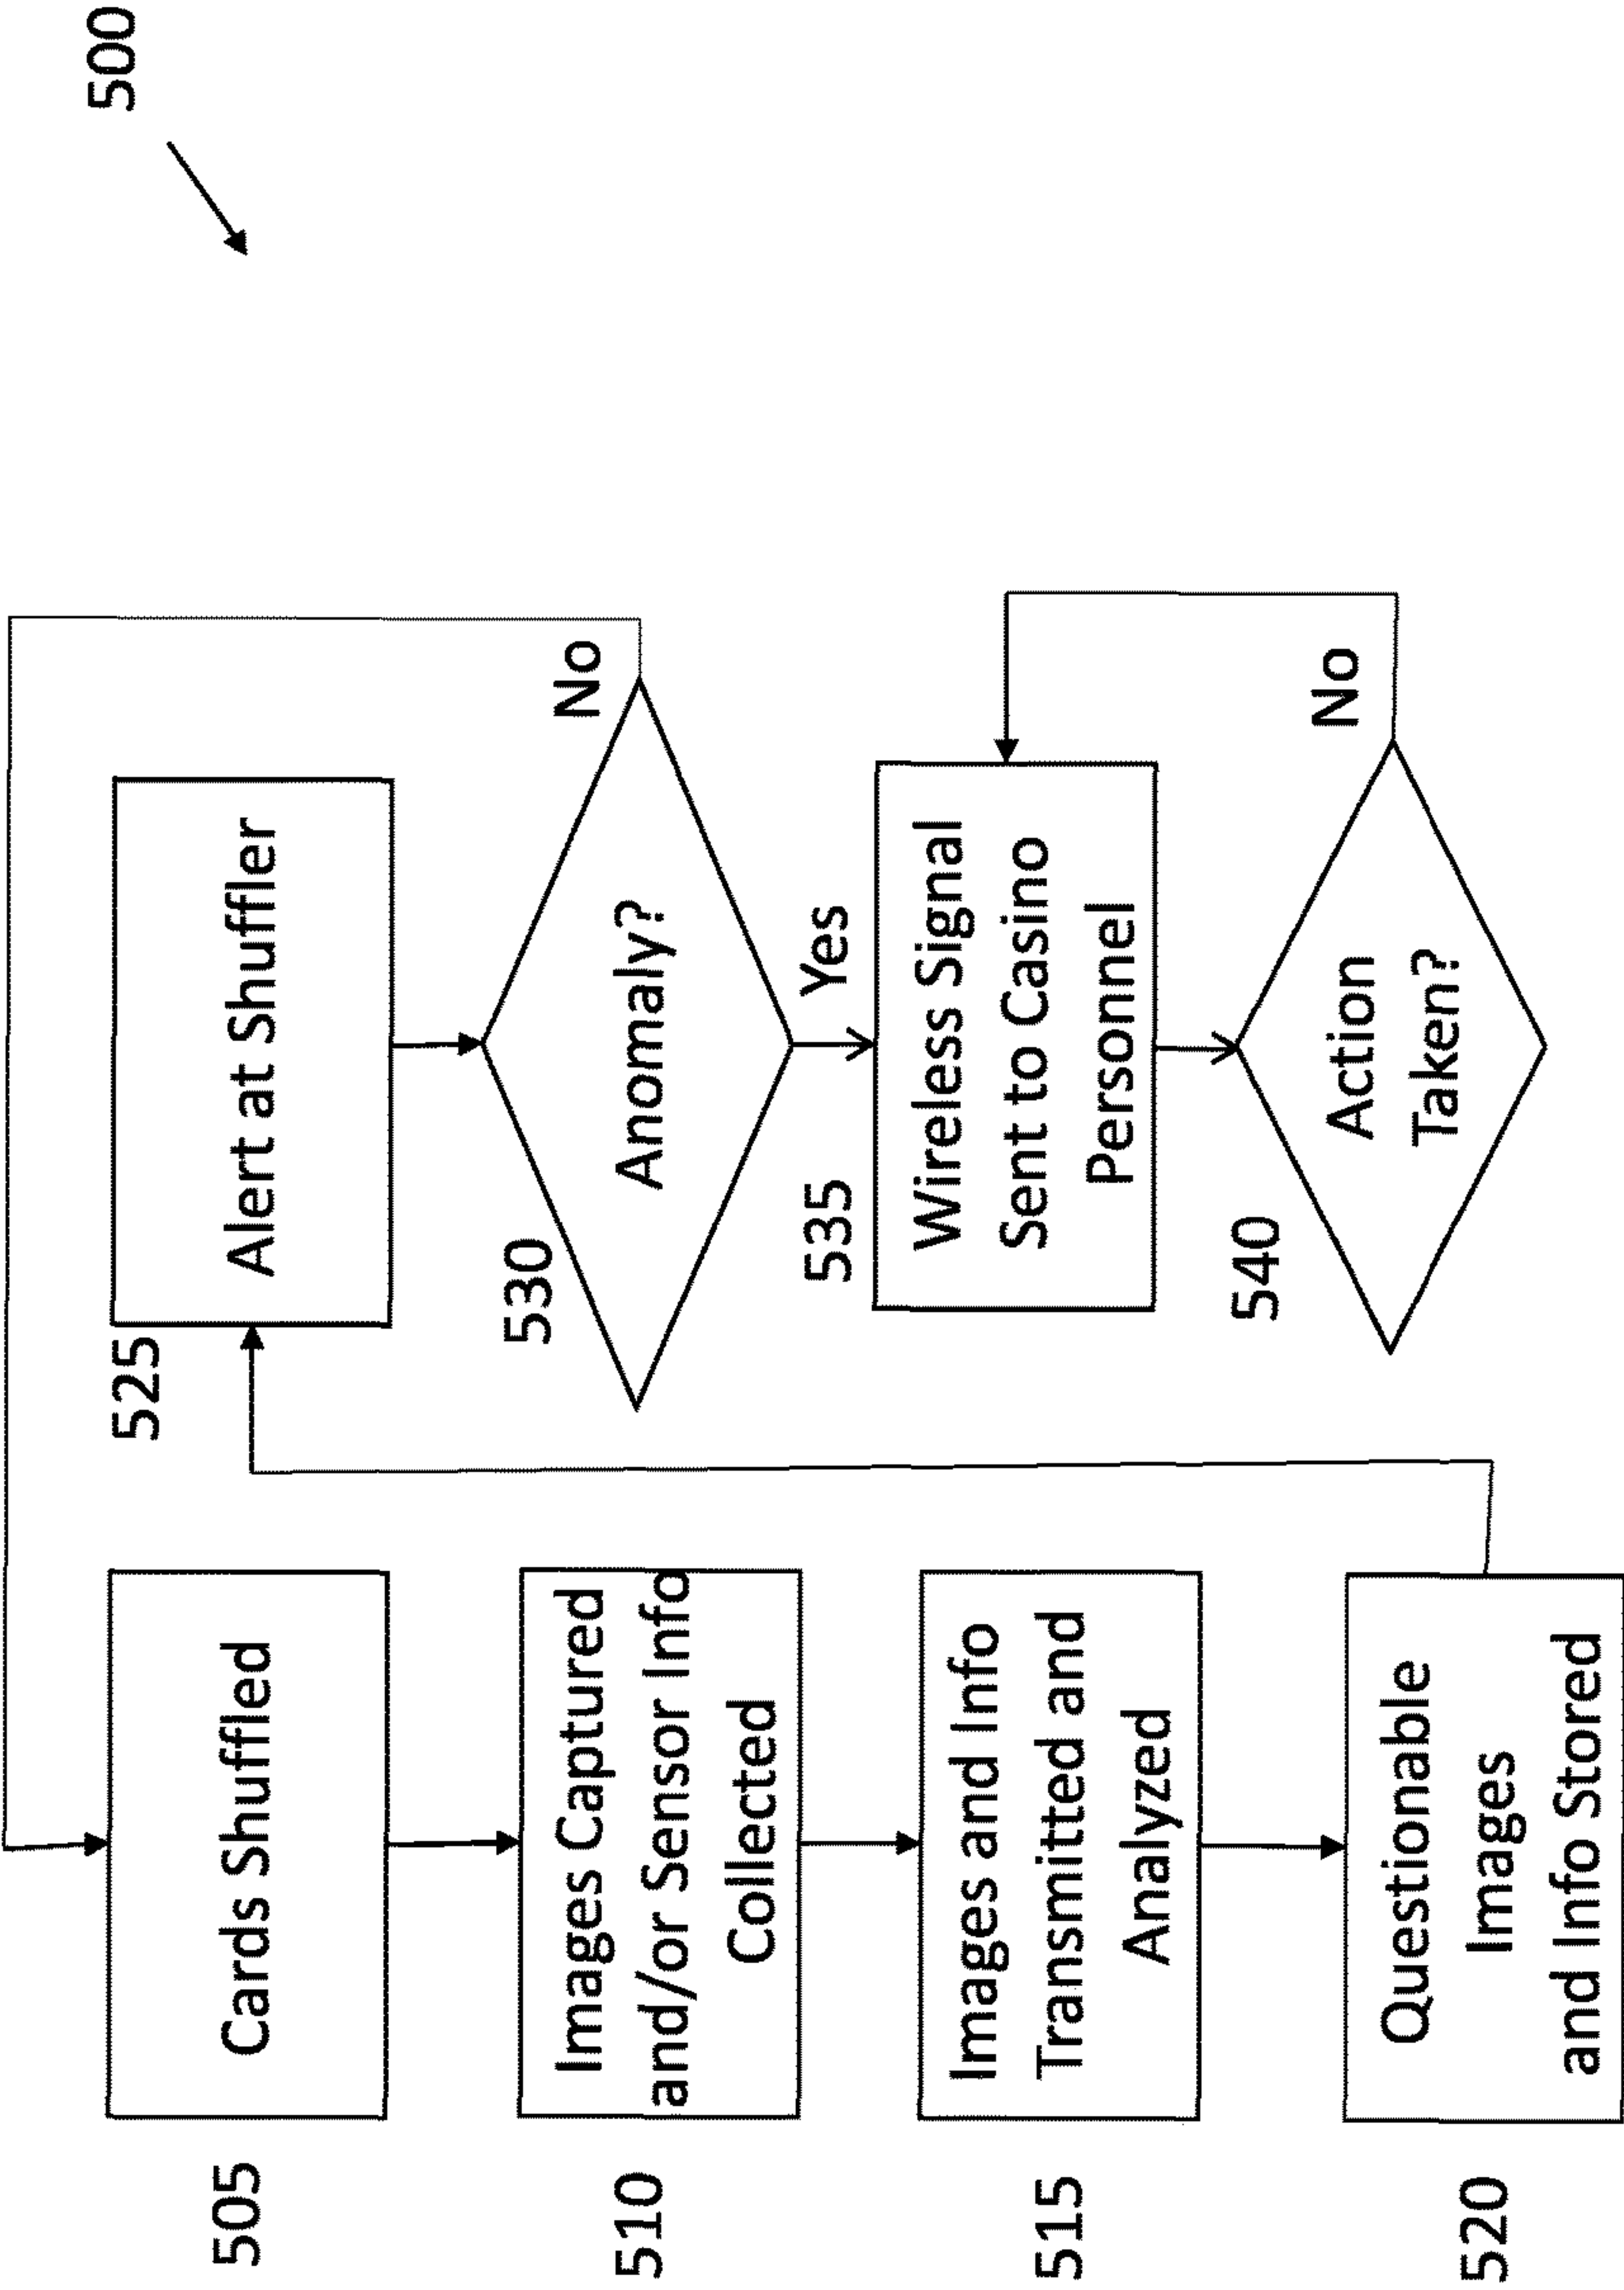 500
505
Cards Shuffled
510
Images Captured
and/or Sensor Info
Collected
515
Images and Info
Transmitted and
Analyzed
520
Questionable
Images
and Info Stored
525
Alert at Shuffler
530
Anomaly?
No
Yes
535
Wireless Signal
Sent to Casino
Personnel
540
Action
Taken?
No